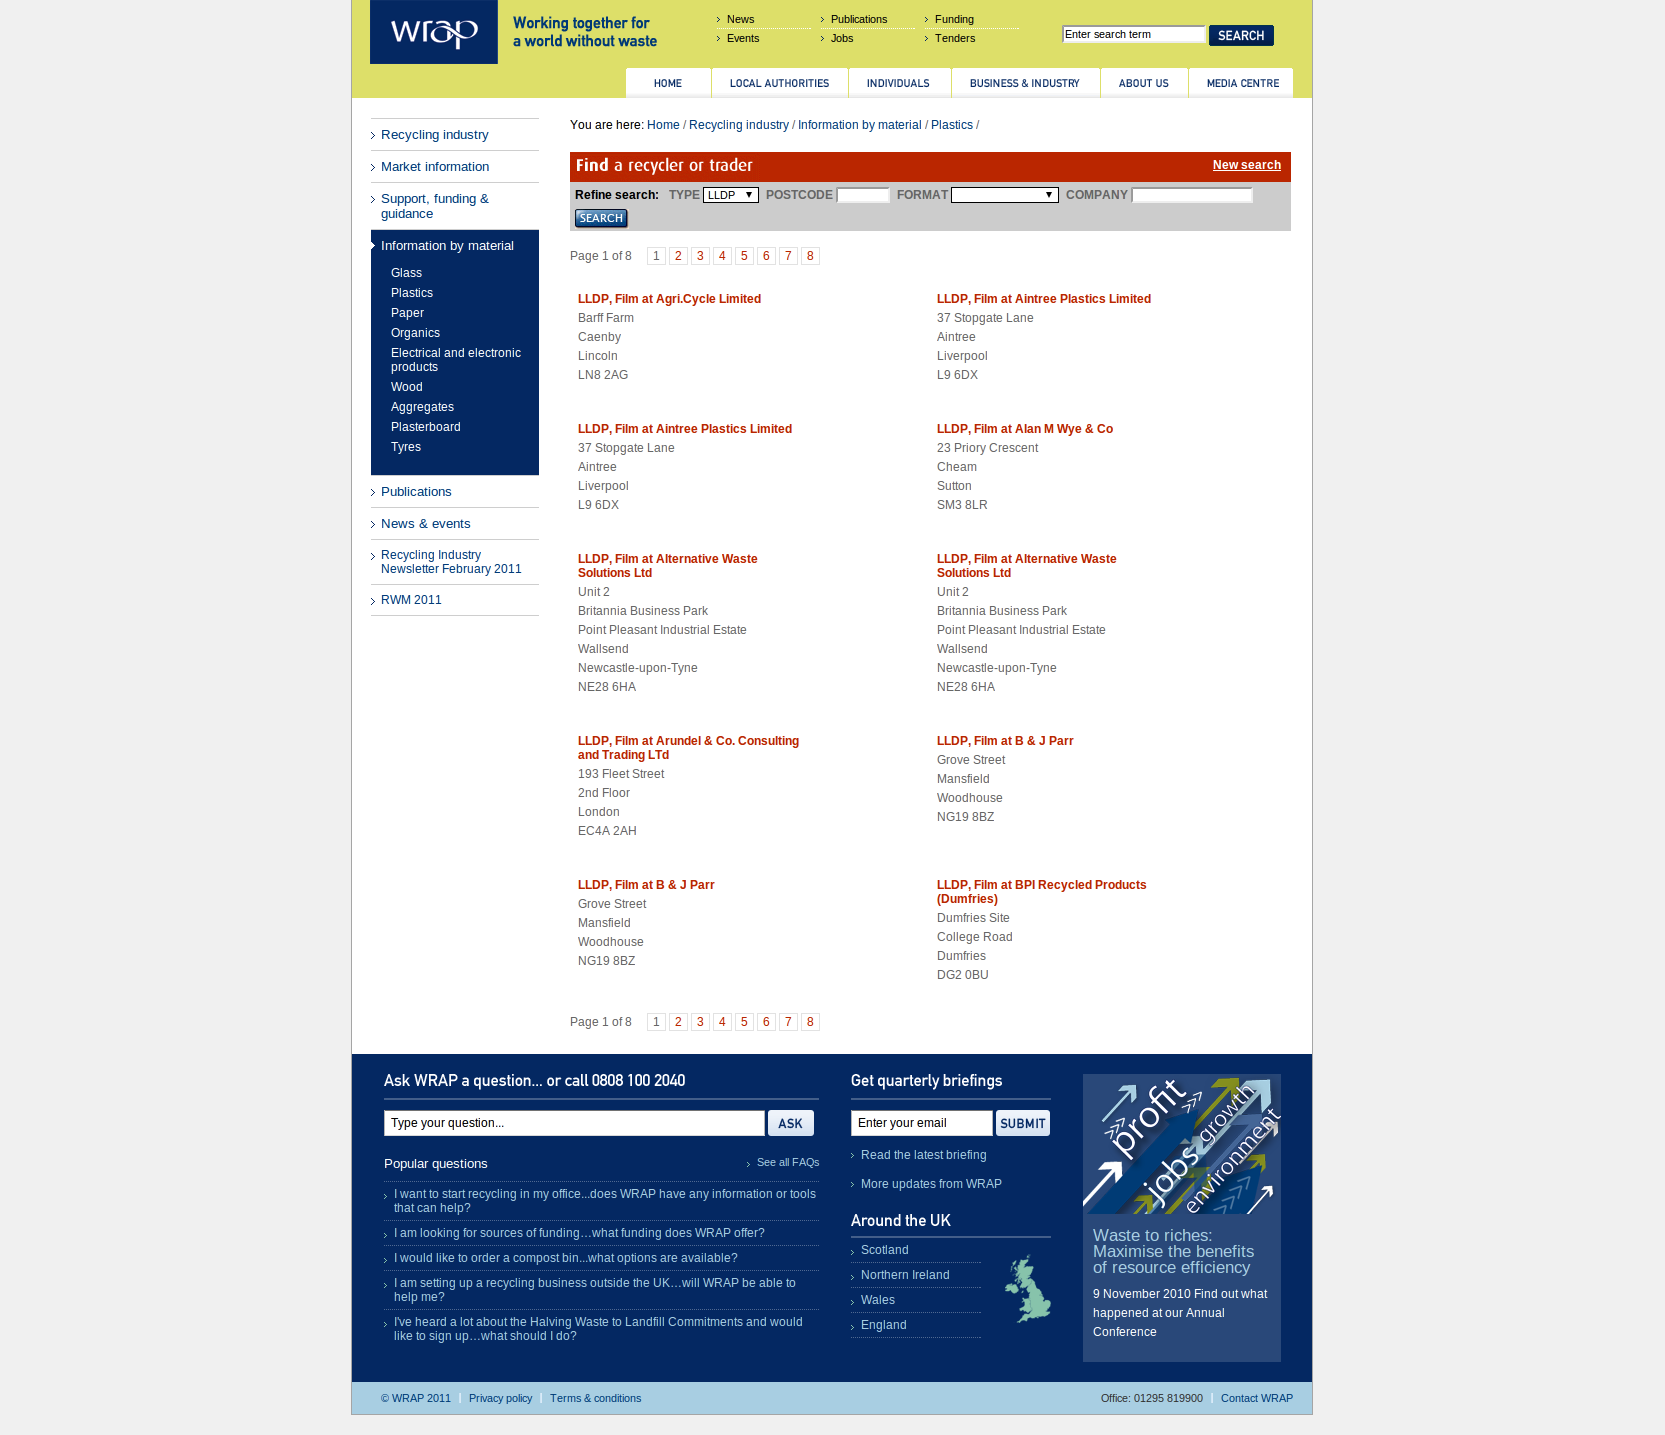 wrap
Working together for
a world without waste
News
Publications
Funding
Events
Jobs
Tenders
Enter search term
SEARCH
HOME
LOCAL AUTHORITIES
INDIVIDUALS
BUSINESS & INDUSTRY
ABOUT US
MEDIA CENTRE
Recycling industry
Market information
Support, funding &
guidance
Information by material
Glass
Plastics
Paper
Organics
Electrical and electronic
products
Wood
Aggregates
Plasterboard
Tyres
Publications
News & events
Recycling Industry
Newsletter February 2011
RWM 2011
You are here: Home / Recycling industry / Information by material / Plastics /
Find a recycler or trader
New search
Refine search: TYPE LLDP POSTCODE FORMAT COMPANY
SEARCH
Page 1 of 8 1 2 3 4 5 6 7 8
LLDP, Film at Agri.Cycle Limited
Barff Farm
Caenby
Lincoln
LN8 2AG
LLDP, Film at Aintree Plastics Limited
37 Stopgate Lane
Aintree
Liverpool
L9 6DX
LLDP, Film at Aintree Plastics Limited
37 Stopgate Lane
Aintree
Liverpool
L9 6DX
LLDP, Film at Alan M Wye & Co
23 Priory Crescent
Cheam
Sutton
SM3 8LR
LLDP, Film at Alternative Waste
Solutions Ltd
Unit 2
Britannia Business Park
Point Pleasant Industrial Estate
Wallsend
Newcastle-upon-Tyne
NE28 6HA
LLDP, Film at Alternative Waste
Solutions Ltd
Unit 2
Britannia Business Park
Point Pleasant Industrial Estate
Wallsend
Newcastle-upon-Tyne
NE28 6HA
LLDP, Film at Arundel & Co. Consulting
and Trading LTd
193 Fleet Street
2nd Floor
London
EC4A 2AH
LLDP, Film at B & J Parr
Grove Street
Mansfield
Woodhouse
NG19 8BZ
LLDP, Film at B & J Parr
Grove Street
Mansfield
Woodhouse
NG19 8BZ
LLDP, Film at BPI Recycled Products
(Dumfries)
Dumfries Site
College Road
Dumfries
DG2 0BU
Page 1 of 8 1 2 3 4 5 6 7 8
Ask WRAP a question... or call 0808 100 2040
Type your question...
ASK
Popular questions
See all FAQs
I want to start recycling in my office...does WRAP have any information or tools
that can help?
I am looking for sources of funding…what funding does WRAP offer?
I would like to order a compost bin...what options are available?
I am setting up a recycling business outside the UK…will WRAP be able to
help me?
I've heard a lot about the Halving Waste to Landfill Commitments and would
like to sign up…what should I do?
Get quarterly briefings
Enter your email
SUBMIT
Read the latest briefing
More updates from WRAP
Around the UK
Scotland
Northern Ireland
Wales
England
profit
growth
jobs
environment
Waste to riches:
Maximise the benefits
of resource efficiency
9 November 2010 Find out what
happened at our Annual
Conference
© WRAP 2011
Privacy policy
Terms & conditions
Office: 01295 819900
Contact WRAP